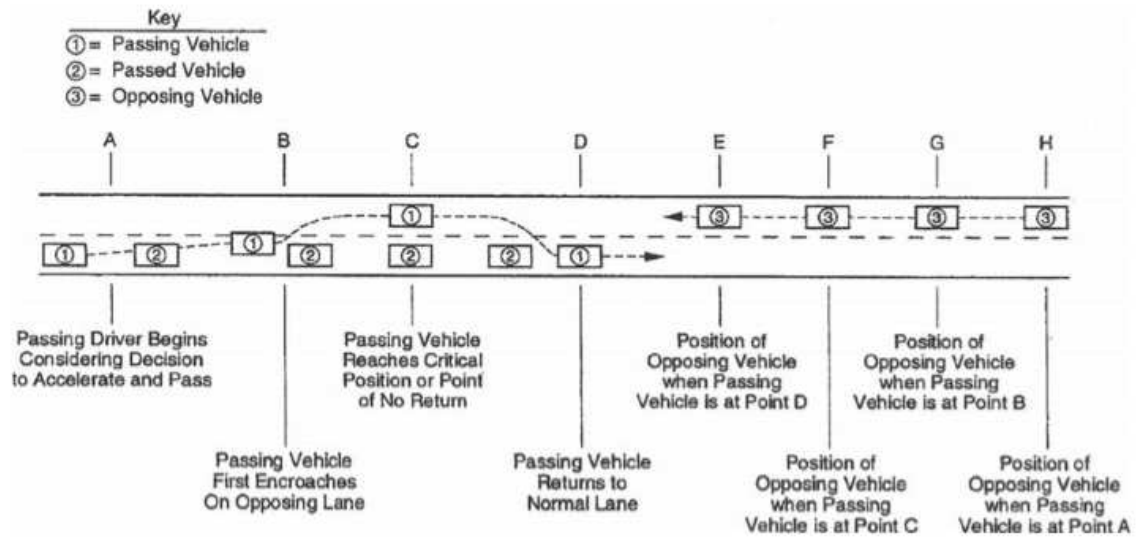 Key
①= Passing Vehicle
②= Passed Vehicle
③= Opposing Vehicle
A B C D E F G H
① ③ ③ ③ ③
① ② ① ② ② ② ①
Passing Driver Begins
Considering Decision
to Accelerate and Pass
Passing Vehicle
Reaches Critical
Position or Point
of No Return
Position of
Opposing Vehicle
when Passing
Vehicle is at Point D
Position of
Opposing Vehicle
when Passing
Vehicle is at Point B
Passing Vehicle
First Encroaches
On Opposing Lane
Passing Vehicle
Returns to
Normal Lane
Position of
Opposing Vehicle
when Passing
Vehicle is at Point C
Position of
Opposing Vehicle
when Passing
Vehicle is at Point A